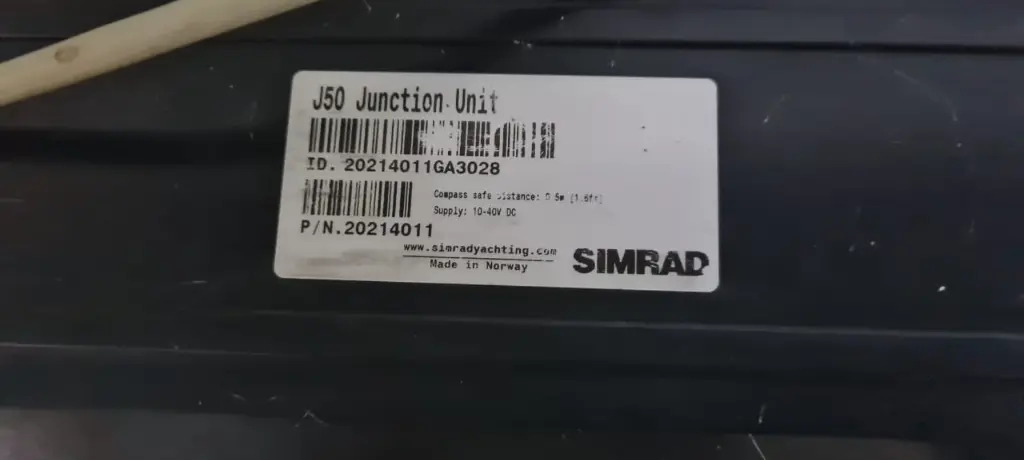 J50 Junction Unit
ID. 20214011GA3028
Compass safe distance: 0.5m [1.6ft]
Supply: 10-40V DC
P/N.20214011
www.simradyachting.com
Made in Norway
SIMRAD